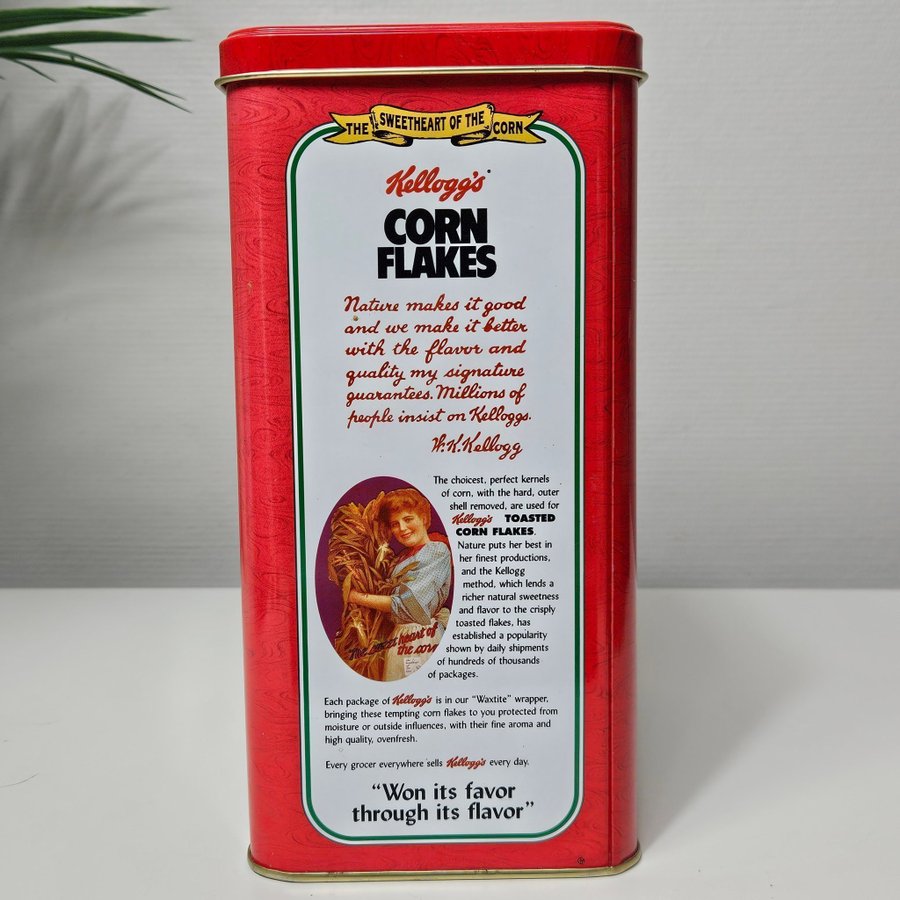 THE SWEETHEART OF THE CORN
Kellogg's
CORN
FLAKES
Nature makes it good
and we make it better
with the flavor and
quality my signature
guarantees. Millions of
people insist on Kelloggs.
W.K.Kellogg
The choicest, perfect kernels
of corn, with the hard, outer
shell removed, are used for
Kellogg's TOASTED
CORN FLAKES.
Nature puts her best in
her finest productions,
and the Kellogg
method, which lends a
richer natural sweetness
and flavor to the crisply
toasted flakes, has
established a popularity
shown by daily shipments
of hundreds of thousands
of packages.
The sweet heart of
the corn
Each package of Kellogg's is in our "Waxtite" wrapper,
bringing these tempting corn flakes to you protected from
moisture or outside influences, with their fine aroma and
high quality, ovenfresh.
Every grocer everywhere sells Kellogg's every day.
"Won its favor
through its flavor"